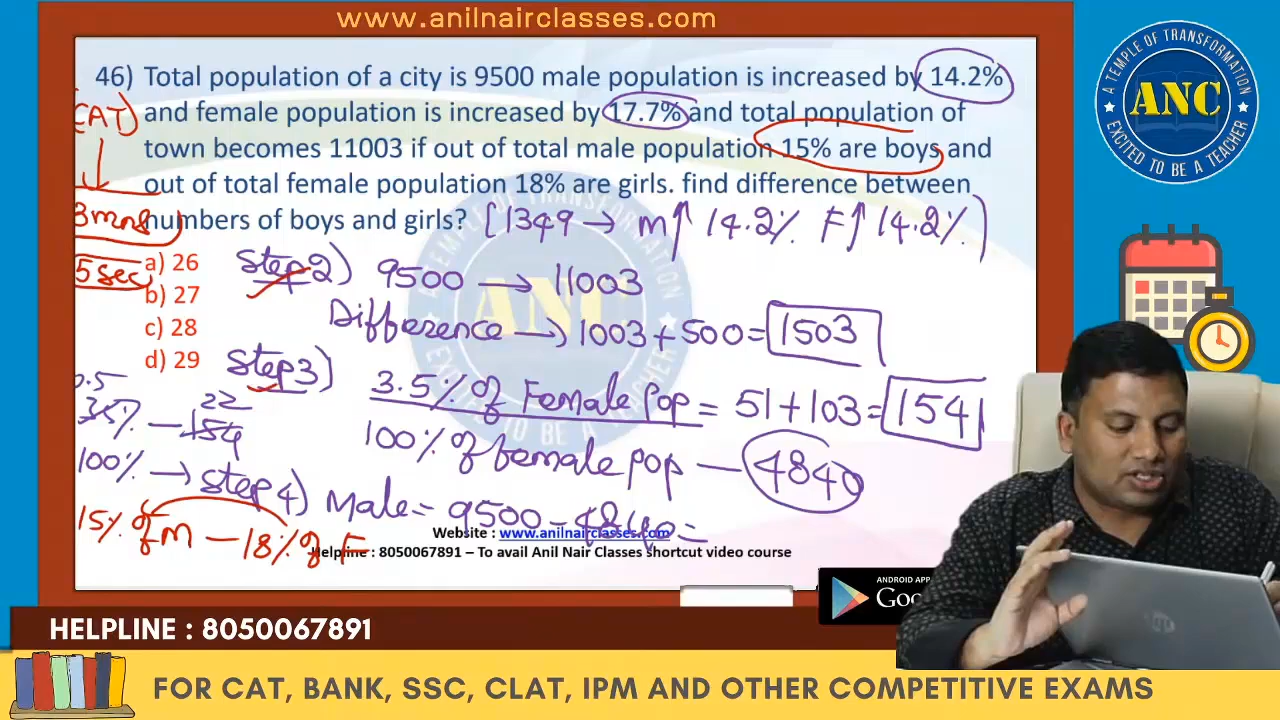 www.anilnairclasses.com
46) Total population of a city is 9500 male population is increased by 14.2%
and female population is increased by 17.7% and total population of
town becomes 11003 if out of total male population 15% are boys and
out of total female population 18% are girls. find difference between
numbers of boys and girls?
[1349 → M↑ 14.2% F↑ 14.2%]
CAT)
3mns
5 sec
a) 26
b) 27
c) 28
d) 29
Step 2) 9500 → 11003
Difference → 1003 + 500 = 1503
Step 3) 3.5% of Female Pop = 51 + 103 = 154
100% of female pop — 4840
22
3.5% — 154
100% →
Step 4) Male = 9500 - 4840 =
15% of M — 18% of F
Website : www.anilnairclasses.com
Helpline : 8050067891 – To avail Anil Nair Classes shortcut video course
A TEMPLE OF TRANSFORMATION
ANC
EXCITED TO BE A TEACHER
ANDROID APP
Goo
HELPLINE : 8050067891
FOR CAT, BANK, SSC, CLAT, IPM AND OTHER COMPETITIVE EXAMS